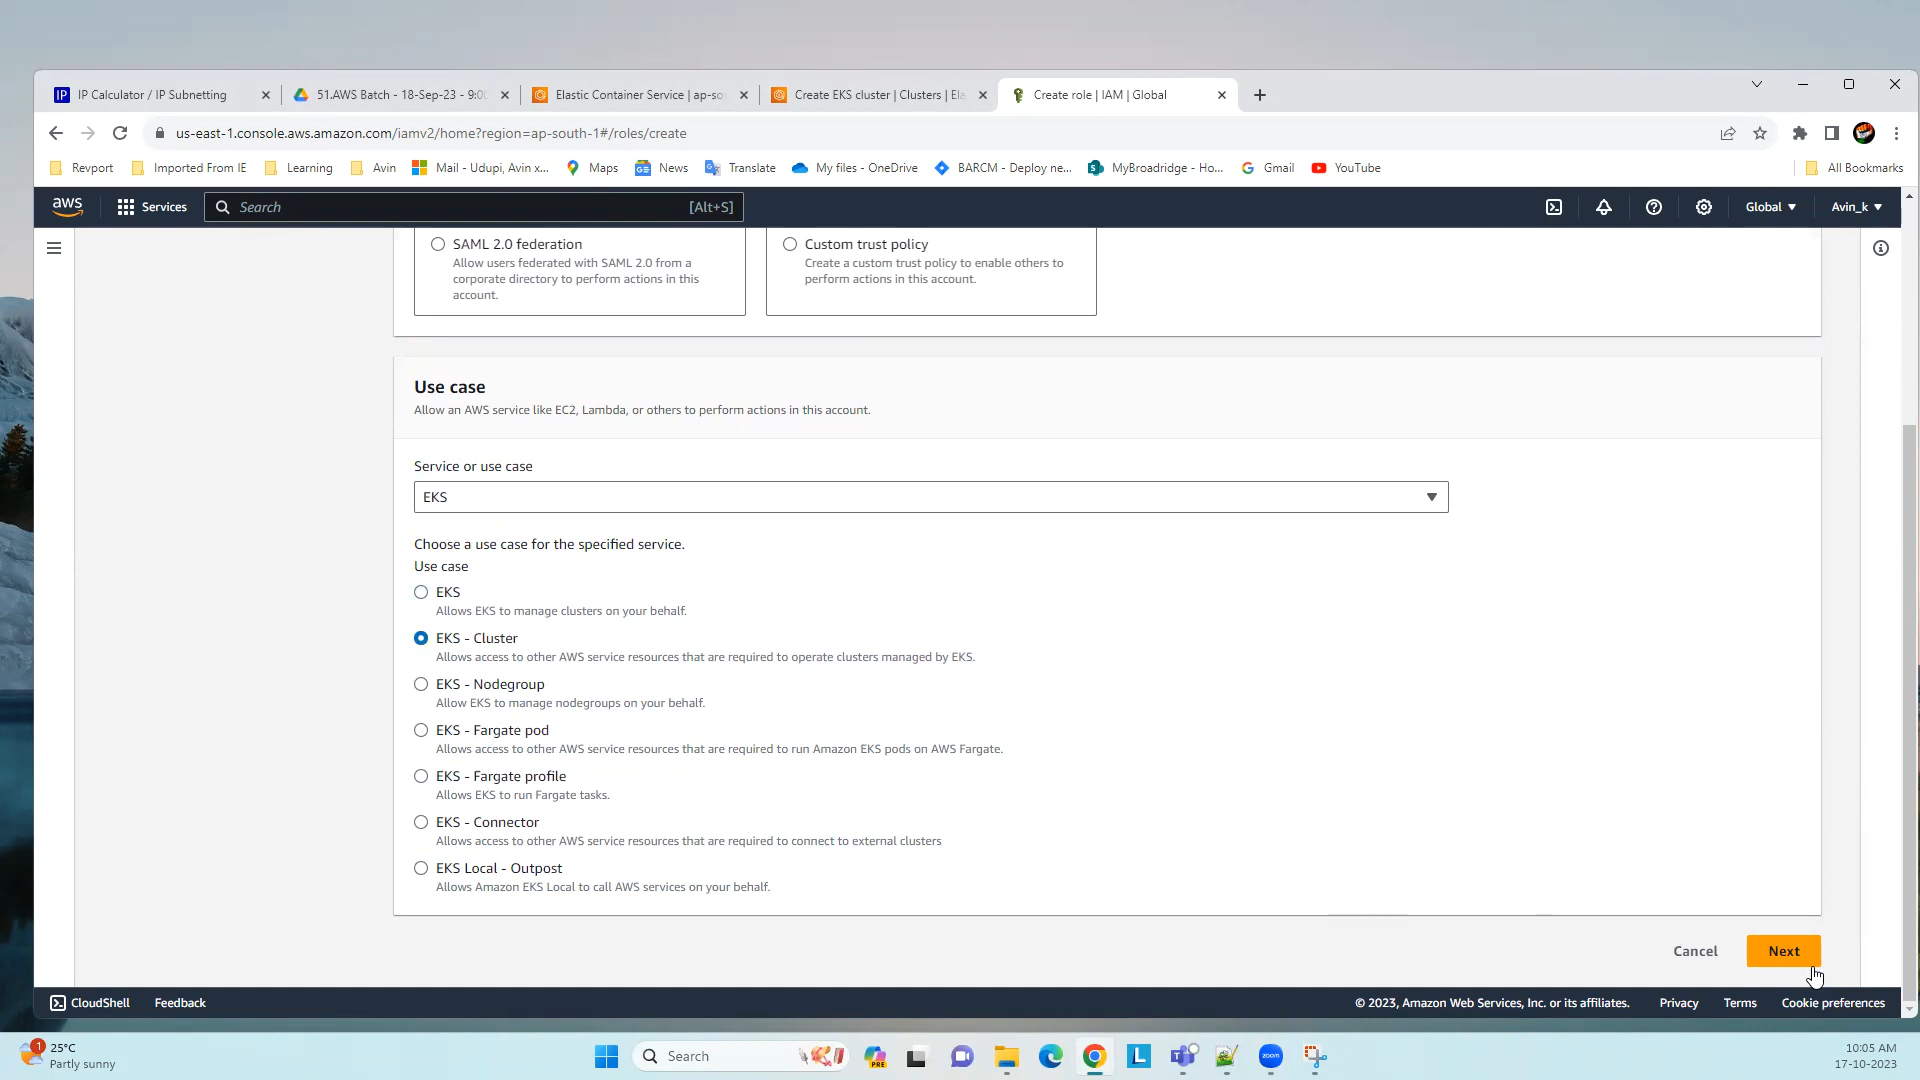 IP Calculator / IP Subnetting
51.AWS Batch - 18-Sep-23 - 9:0
Elastic Container Service | ap-so
Create EKS cluster | Clusters | Ela
Create role | IAM | Global
us-east-1.console.aws.amazon.com/iamv2/home?region=ap-south-1#/roles/create
Revport
Imported From IE
Learning
Avin
Mail - Udupi, Avin x...
Maps
News
Translate
My files - OneDrive
BARCM - Deploy ne...
MyBroadridge - Ho...
Gmail
YouTube
All Bookmarks
aws
Services
Search
[Alt+S]
Global
Avin_k
SAML 2.0 federation
Allow users federated with SAML 2.0 from a
corporate directory to perform actions in this
account.
Custom trust policy
Create a custom trust policy to enable others to
perform actions in this account.
Use case
Allow an AWS service like EC2, Lambda, or others to perform actions in this account.
Service or use case
EKS
Choose a use case for the specified service.
Use case
EKS
Allows EKS to manage clusters on your behalf.
EKS - Cluster
Allows access to other AWS service resources that are required to operate clusters managed by EKS.
EKS - Nodegroup
Allow EKS to manage nodegroups on your behalf.
EKS - Fargate pod
Allows access to other AWS service resources that are required to run Amazon EKS pods on AWS Fargate.
EKS - Fargate profile
Allows EKS to run Fargate tasks.
EKS - Connector
Allows access to other AWS service resources that are required to connect to external clusters
EKS Local - Outpost
Allows Amazon EKS Local to call AWS services on your behalf.
Cancel
Next
CloudShell
Feedback
© 2023, Amazon Web Services, Inc. or its affiliates.
Privacy
Terms
Cookie preferences
1
25°C
Partly sunny
Search
PRE
L
zoom
10:05 AM
17-10-2023